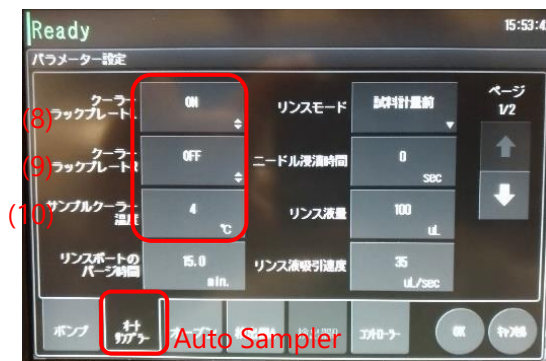 Ready
15:53:4
パラメーター設定
(8)
クーラー
ラックプレートL
ON
リンスモード
試料計量前
ページ
1/2
(9)
クーラー
ラックプレートR
OFF
ニードル浸漬時間
0
sec
(10)
サンプルクーラー
温度
4
℃
リンス液量
100
uL
リンスポートの
パージ時間
15.0
min.
リンス液吸引速度
35
uL/sec
ポンプ
オート
サンプラー
Auto Sampler
コントローラー
OK
キャンセル